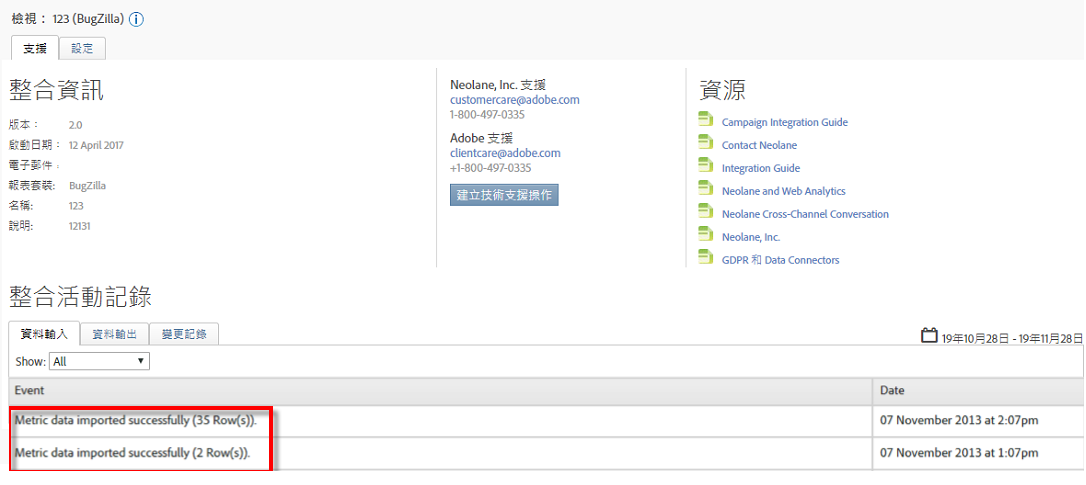 檢視： 123 (BugZilla) i
支援 設定
整合資訊
版本： 2.0
啟動日期： 12 April 2017
電子郵件：
報表套裝: BugZilla
名稱: 123
說明: 12131
Neolane, Inc. 支援
customercare@adobe.com
1-800-497-0335
Adobe 支援
clientcare@adobe.com
+1-800-497-0335
建立技術支援操作
資源
Campaign Integration Guide
Contact Neolane
Integration Guide
Neolane and Web Analytics
Neolane Cross-Channel Conversation
Neolane, Inc.
GDPR 和 Data Connectors
整合活動記錄
資料輸入 資料輸出 變更記錄
19年10月28日 - 19年11月28日
Show: All
Event Date
Metric data imported successfully (35 Row(s)). 07 November 2013 at 2:07pm
Metric data imported successfully (2 Row(s)). 07 November 2013 at 1:07pm